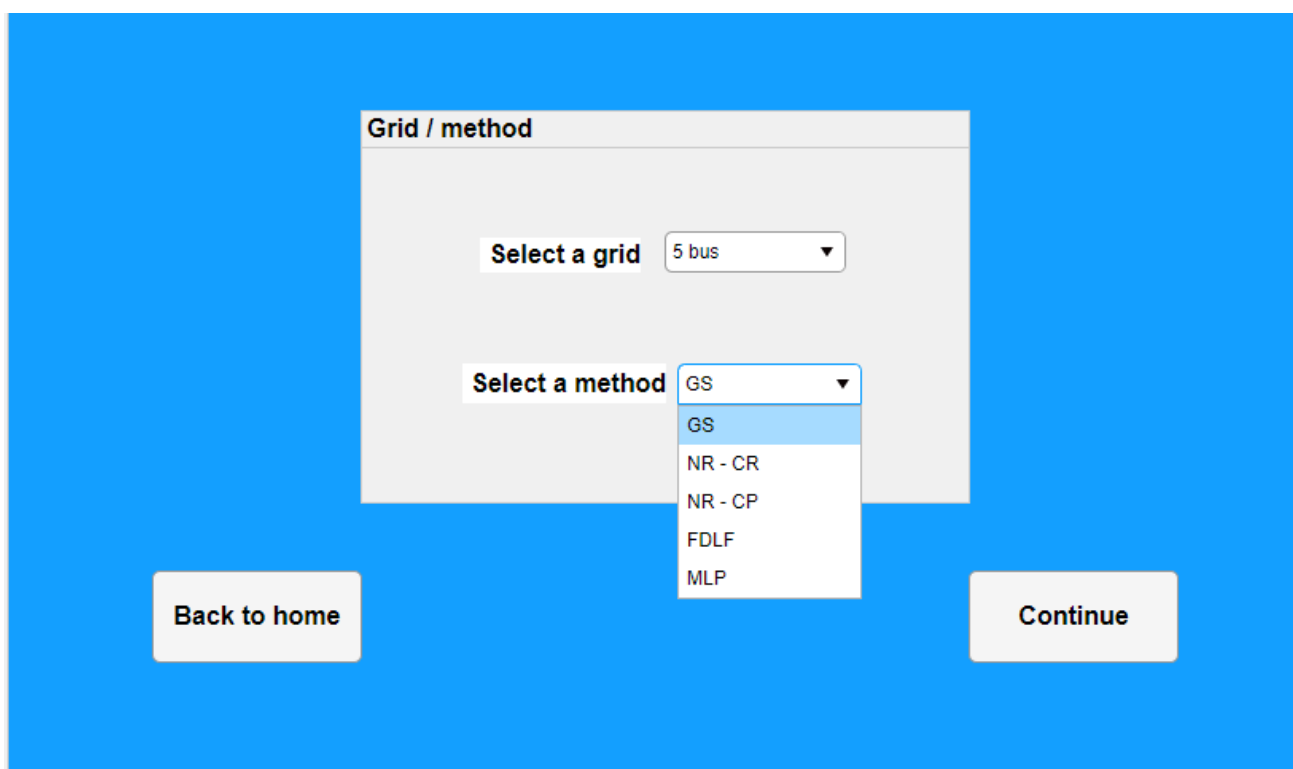 Grid / method
Select a grid 5 bus
Select a method GS
GS
NR - CR
NR - CP
FDLF
MLP
Back to home
Continue